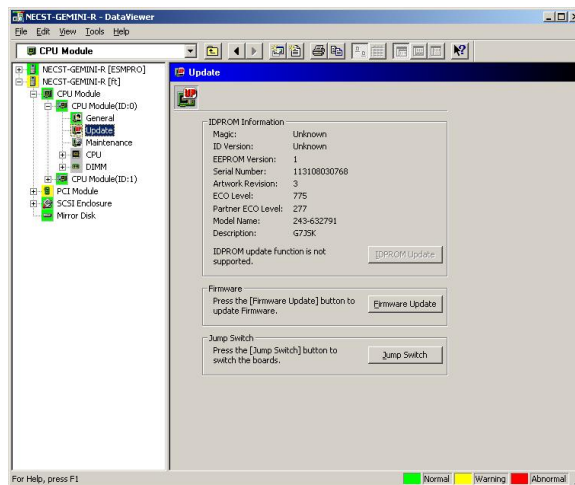 NECST-GEMINI-R - DataViewer
File Edit View Tools Help
CPU Module
NECST-GEMINI-R [ESMPRO]
NECST-GEMINI-R [ft]
CPU Module
CPU Module(ID:0)
General
Update
Maintenance
CPU
DIMM
CPU Module(ID:1)
PCI Module
SCSI Enclosure
Mirror Disk
Update
IDPROM Information
Magic: Unknown
ID Version: Unknown
EEPROM Version: 1
Serial Number: 113108030768
Artwork Revision: 3
ECO Level: 775
Partner ECO Level: 277
Model Name: 243-632791
Description: G7J5K
IDPROM update function is not
supported.
IDPROM Update
Firmware
Press the [Firmware Update] button to
update Firmware.
Firmware Update
Jump Switch
Press the [Jump Switch] button to
switch the boards.
Jump Switch
For Help, press F1
Normal Warning Abnormal